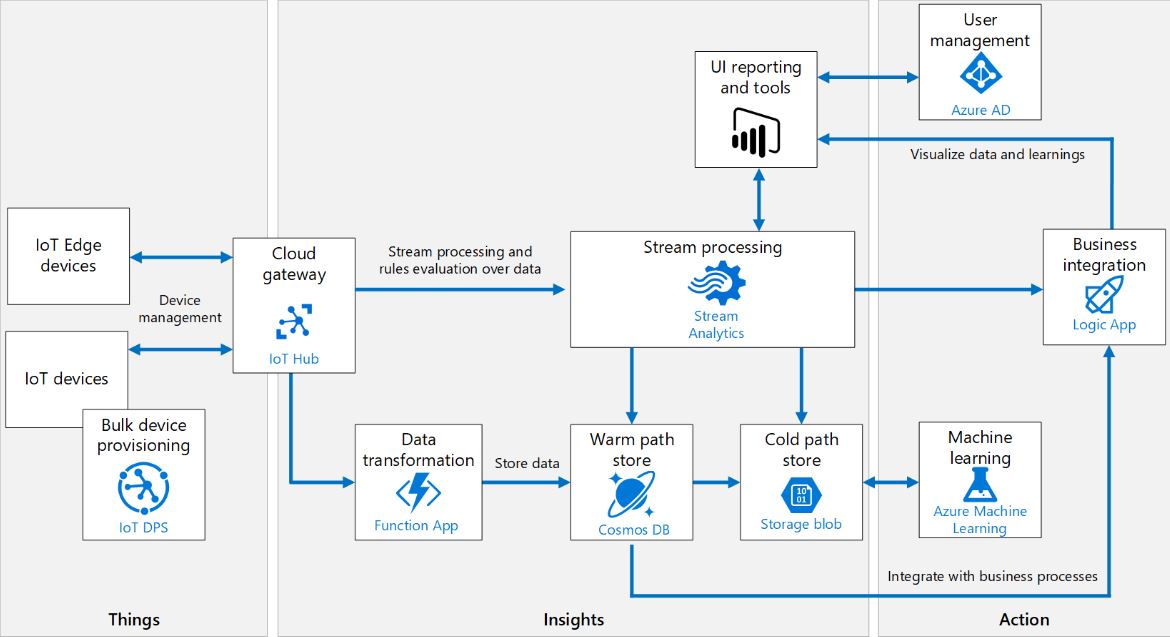 User
management
Azure AD
UI reporting
and tools
Visualize data and learnings
IoT Edge
devices
Cloud
gateway
IoT Hub
Stream processing and
rules evaluation over data
Stream processing
Stream
Analytics
Business
integration
Logic App
Device
management
IoT devices
Bulk device
provisioning
IoT DPS
Data
transformation
Function App
Store data
Warm path
store
Cosmos DB
Cold path
store
10
01
Storage blob
Machine
learning
Azure Machine
Learning
Integrate with business processes
Things
Insights
Action